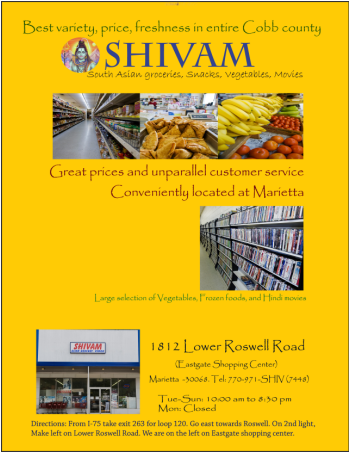 Best variety, price, freshness in entire Cobb county
SHIVAM
South Asian groceries, Snacks, Vegetables, Movies
Great prices and unparallel customer service
Conveniently located at Marietta
Large selection of Vegetables, Frozen foods, and Hindi movies
SHIVAM
1812 Lower Roswell Road
(Eastgate Shopping Center)
Marietta -30068. Tel: 770-971-SHIV (7448)
Tue-Sun: 10:00 am to 8:30 pm
Mon: Closed
Directions: From I-75 take exit 263 for loop 120. Go east towards Roswell. On 2nd light,
Make left on Lower Roswell Road. We are on the left on Eastgate shopping center.